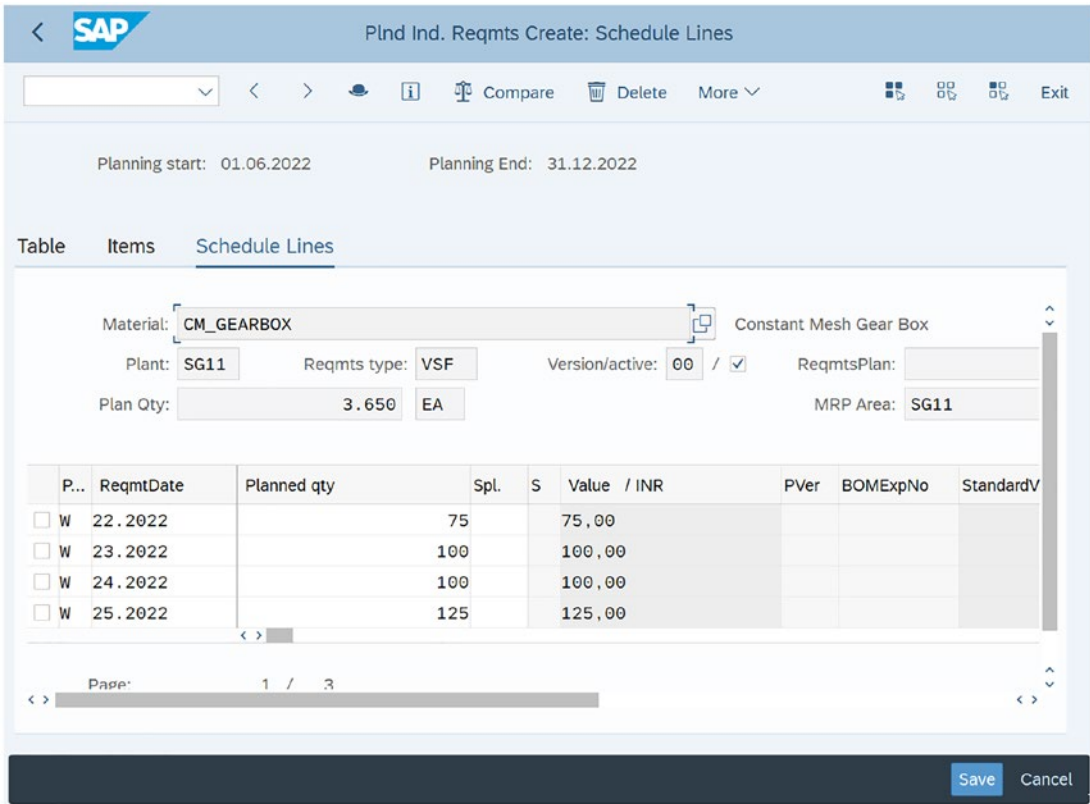 SAP
Plnd Ind. Reqmts Create: Schedule Lines
Compare Delete More Exit
Planning start: 01.06.2022 Planning End: 31.12.2022
Table Items Schedule Lines
Material: CM_GEARBOX Constant Mesh Gear Box
Plant: SG11 Reqmts type: VSF Version/active: 00 / ReqmtsPlan:
Plan Qty: 3.650 EA MRP Area: SG11
P... ReqmtDate Planned qty Spl. S Value / INR PVer BOMExpNo StandardV
W 22.2022 75 75,00
W 23.2022 100 100,00
W 24.2022 100 100,00
W 25.2022 125 125,00
Page: 1 / 3
Save Cancel